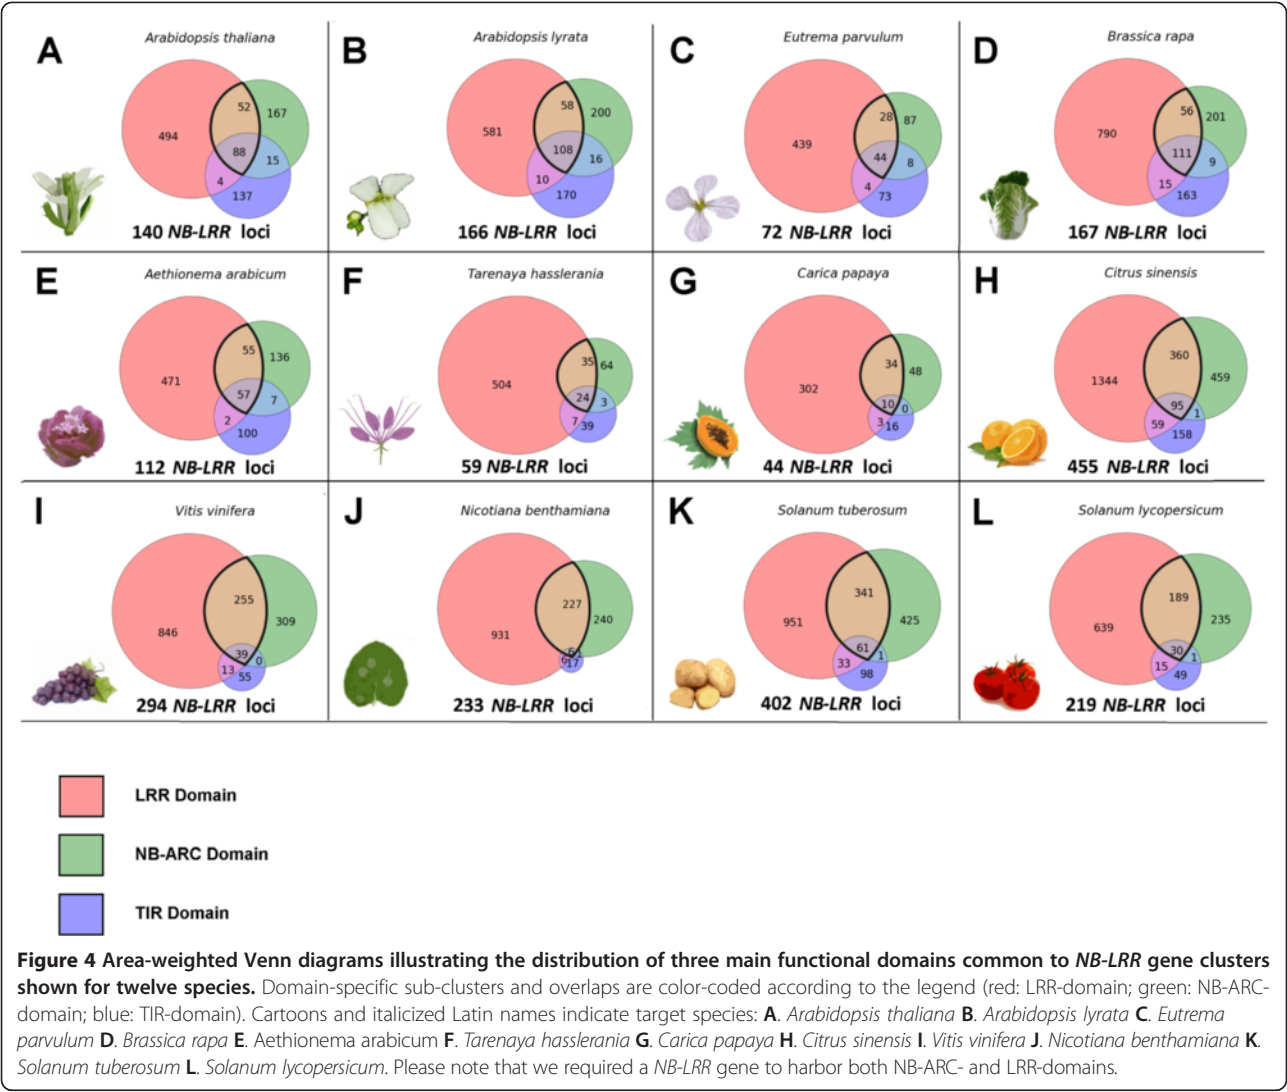 A
Arabidopsis thaliana
494
52
167
88
15
4
137
140 NB-LRR loci
B
Arabidopsis lyrata
581
58
200
108
16
10
170
166 NB-LRR loci
C
Eutrema parvulum
439
28
87
44
8
4
73
72 NB-LRR loci
D
Brassica rapa
790
56
201
111
9
15
163
167 NB-LRR loci
E
Aethionema arabicum
471
55
136
57
7
2
100
112 NB-LRR loci
F
Tarenaya hasslerania
504
35
64
24
3
7
39
59 NB-LRR loci
G
Carica papaya
302
34
48
10
0
3
16
44 NB-LRR loci
H
Citrus sinensis
1344
360
459
95
1
59
158
455 NB-LRR loci
I
Vitis vinifera
846
255
309
39
0
13
55
294 NB-LRR loci
J
Nicotiana benthamiana
931
227
240
6
1
17
233 NB-LRR loci
K
Solanum tuberosum
951
341
425
61
1
33
98
402 NB-LRR loci
L
Solanum lycopersicum
639
189
235
30
1
15
49
219 NB-LRR loci
LRR Domain
NB-ARC Domain
TIR Domain
Figure 4 Area-weighted Venn diagrams illustrating the distribution of three main functional domains common to NB-LRR gene clusters
shown for twelve species. Domain-specific sub-clusters and overlaps are color-coded according to the legend (red: LRR-domain; green: NB-ARC-
domain; blue: TIR-domain). Cartoons and italicized Latin names indicate target species: A. Arabidopsis thaliana B. Arabidopsis lyrata C. Eutrema
parvulum D. Brassica rapa E. Aethionema arabicum F. Tarenaya hasslerania G. Carica papaya H. Citrus sinensis I. Vitis vinifera J. Nicotiana benthamiana K.
Solanum tuberosum L. Solanum lycopersicum. Please note that we required a NB-LRR gene to harbor both NB-ARC- and LRR-domains.